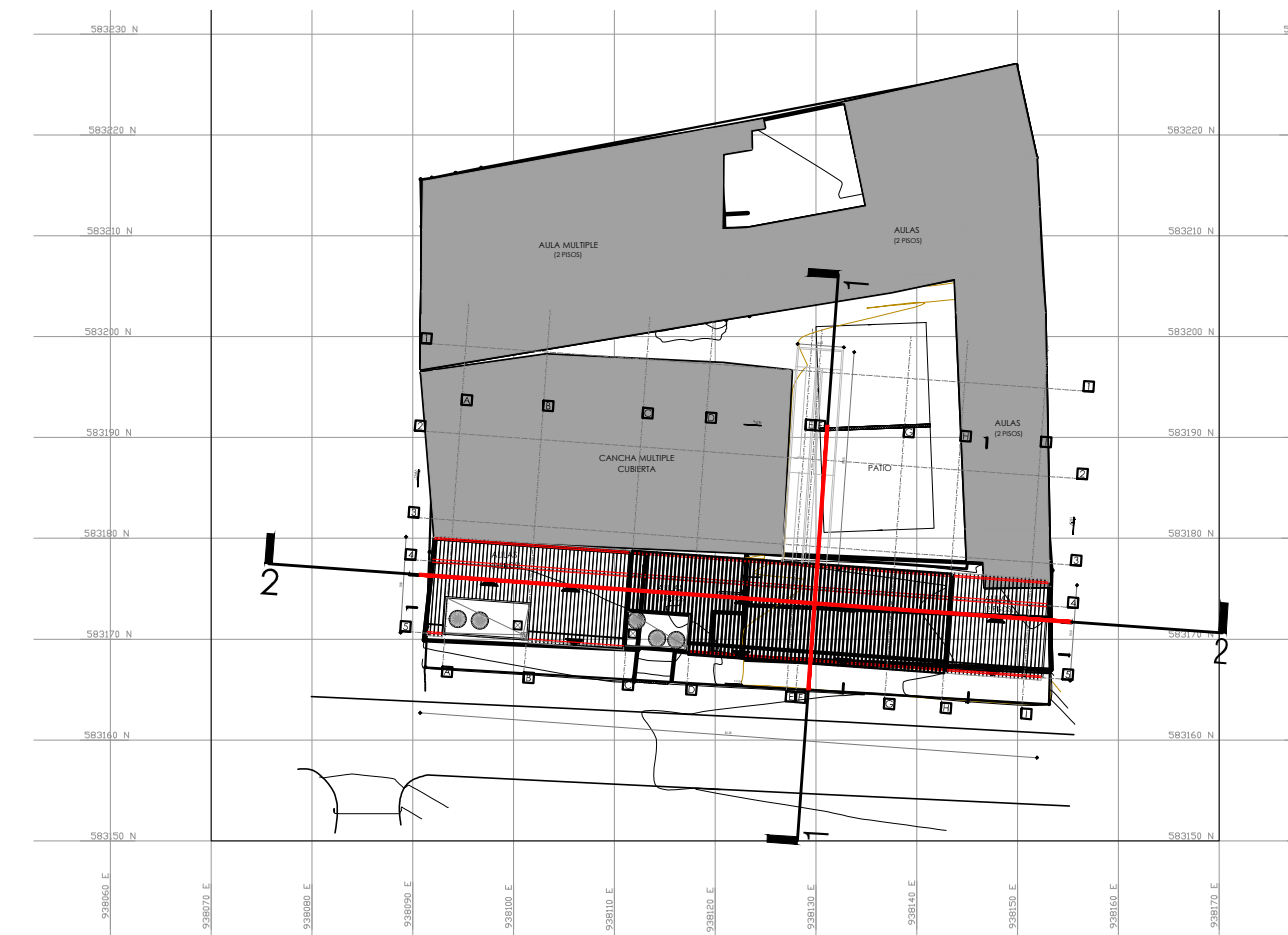 583230 N
583220 N
583220 N
583210 N
583210 N
AULA MULTIPLE
(2 PISOS)
AULAS
(2 PISOS)
1
583200 N
583200 N
1
1
A
B
C
D
2
583190 N
583190 N
G
H
1
AULAS
(2 PISOS)
CANCHA MULTIPLE
CUBIERTA
PATIO
2
3
583180 N
583180 N
4
AULAS
3
2
4
5
583170 N
583170 N
2
A
B
C
D
E
F
G
H
I
5
583160 N
583160 N
583150 N
583150 N
1
938060 E
938070 E
938080 E
938090 E
938100 E
938110 E
938120 E
938130 E
938140 E
938150 E
938160 E
938170 E